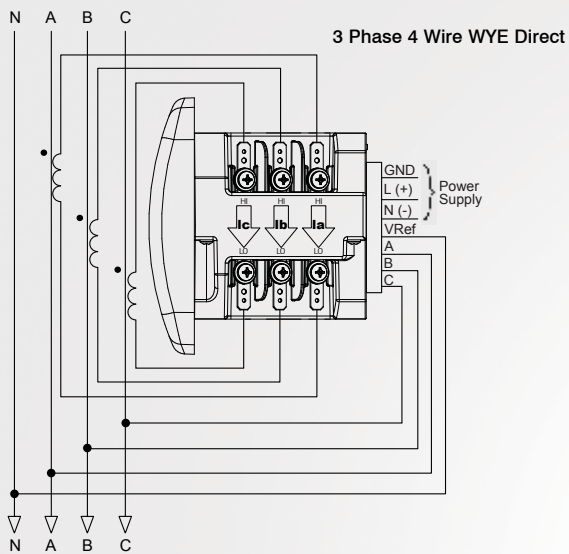 N A B C
3 Phase 4 Wire WYE Direct
GND
L (+)
N (-)
Power
Supply
VRef
A
B
C
HI HI HI
Ic Ib Ia
LO LO LO
N A B C